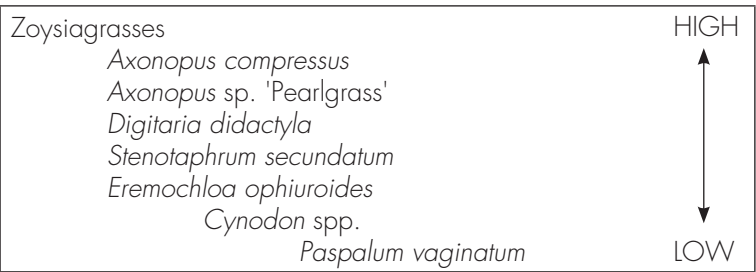 Zoysiagrasses HIGH
Axonopus compressus
Axonopus sp. 'Pearlgrass'
Digitaria didactyla
Stenotaphrum secundatum
Eremochloa ophiuroides
Cynodon spp.
Paspalum vaginatum LOW